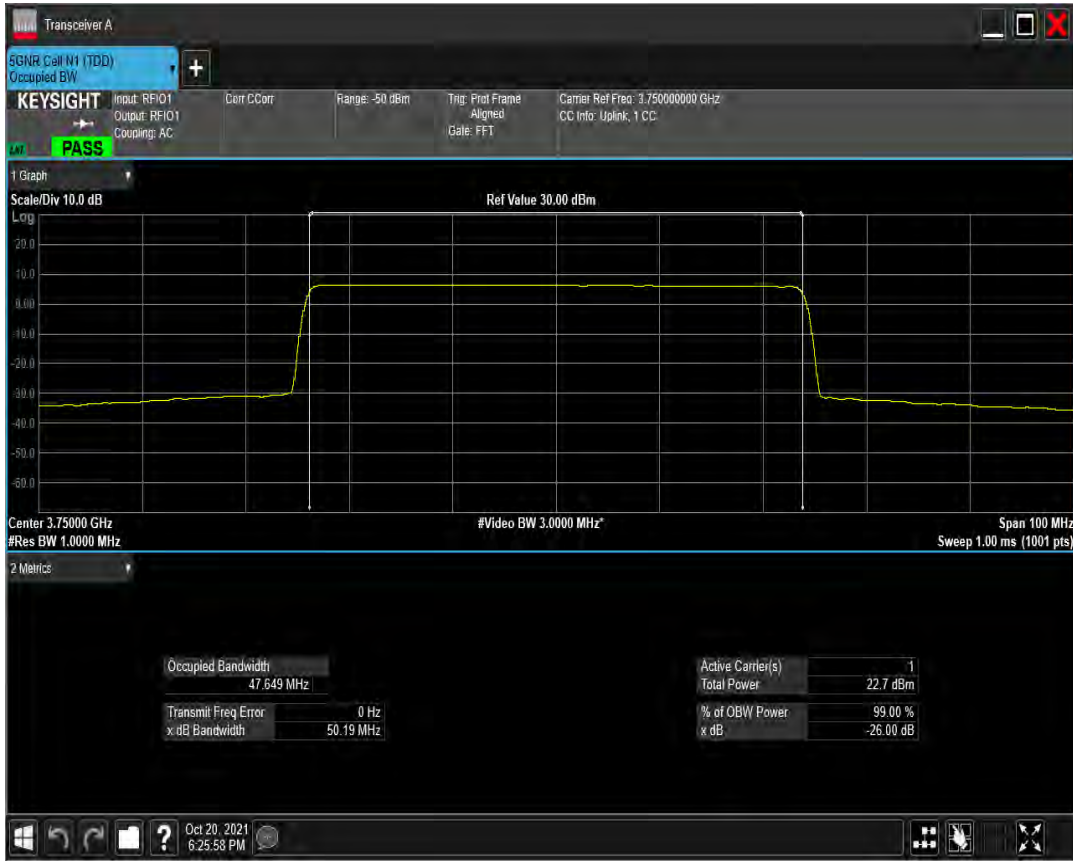 Transceiver A
5GNR Cell N1 (TDD)
Occupied BW
+
KEYSIGHT
Input: RFIO1
Output: RFIO1
Coupling: AC
Corr CCorr
Range: -50 dBm
Trig: Prot Frame
Aligned
Gate: FFT
Carrier Ref Freq: 3.750000000 GHz
CC Info: Uplink, 1 CC
PASS
1 Graph
Scale/Div 10.0 dB
Ref Value 30.00 dBm
Log
20.0
10.0
0.00
-10.0
-20.0
-30.0
-40.0
-50.0
-60.0
Center 3.75000 GHz
#Video BW 3.0000 MHz*
Span 100 MHz
#Res BW 1.0000 MHz
Sweep 1.00 ms (1001 pts)
2 Metrics
Occupied Bandwidth
47.649 MHz
Transmit Freq Error 0 Hz
x dB Bandwidth 50.19 MHz
Active Carrier(s) 1
Total Power 22.7 dBm
% of OBW Power 99.00 %
x dB -26.00 dB
?
Oct 20, 2021
6:25:58 PM